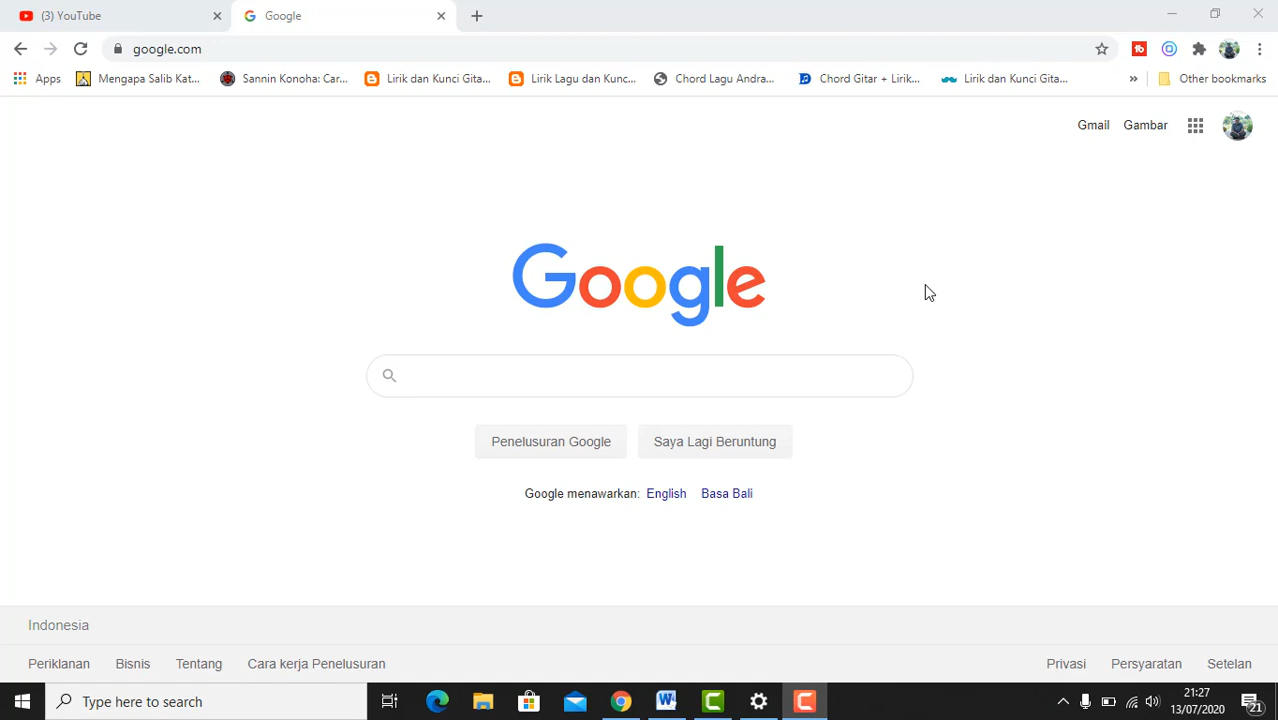 (3) YouTube
Google
google.com
Apps
Mengapa Salib Kat...
Sannin Konoha: Car...
Lirik dan Kunci Gita...
Lirik Lagu dan Kunc...
Chord Lagu Andra...
Chord Gitar + Lirik...
Lirik dan Kunci Gita...
»
Other bookmarks
Gmail
Gambar
Google
Penelusuran Google
Saya Lagi Beruntung
Google menawarkan: English Basa Bali
Indonesia
Periklanan
Bisnis
Tentang
Cara kerja Penelusuran
Privasi
Persyaratan
Setelan
Type here to search
21:27
13/07/2020
21